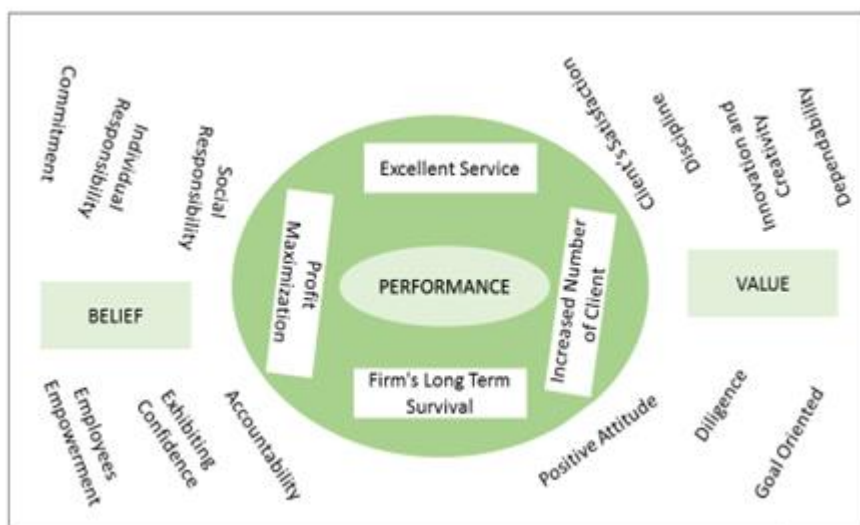 Commitment
Individual
Responsibility
Social
Responsibility
BELIEF
Employees
Empowerment
Exhibiting
Confidence
Accountability
Excellent Service
Profit
Maximization
PERFORMANCE
Increased Number
of Client
Firm's Long Term
Survival
Client's Satisfaction
Discipline
Innovation and
Creativity
Dependability
VALUE
Positive Attitude
Diligence
Goal Oriented